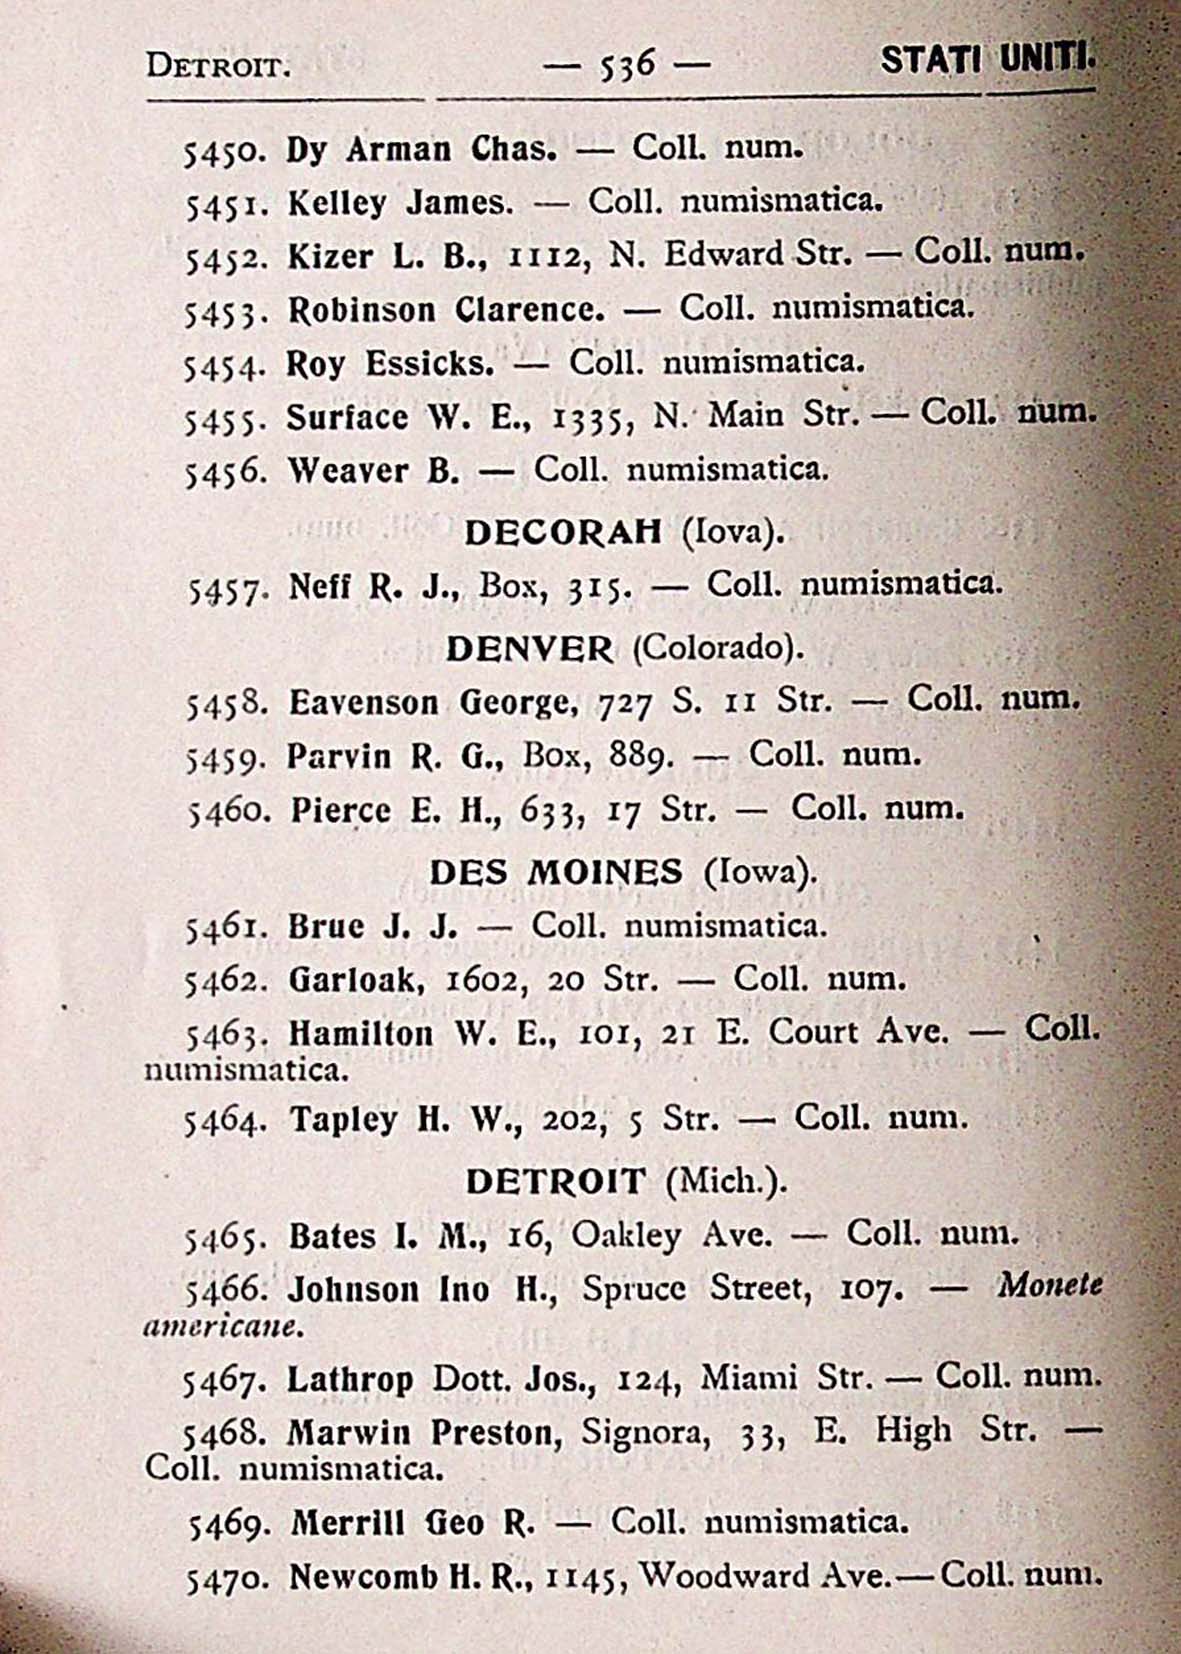 DETROIT. — 536 — STATI UNITI.
5450. Dy Arman Chas. — Coll. num.
5451. Kelley James. — Coll. numismatica.
5452. Kizer L. B., 1112, N. Edward Str. — Coll. num.
5453. Robinson Clarence. — Coll. numismatica.
5454. Roy Essicks. — Coll. numismatica.
5455. Surface W. E., 1335, N. Main Str. — Coll. num.
5456. Weaver B. — Coll. numismatica.
DECORAH (Iova).
5457. Neff R. J., Box, 315. — Coll. numismatica.
DENVER (Colorado).
5458. Eavenson George, 727 S. 11 Str. — Coll. num.
5459. Parvin R. G., Box, 889. — Coll. num.
5460. Pierce E. H., 633, 17 Str. — Coll. num.
DES MOINES (Iowa).
5461. Brue J. J. — Coll. numismatica.
5462. Garloak, 1602, 20 Str. — Coll. num.
5463. Hamilton W. E., 101, 21 E. Court Ave. — Coll.
numismatica.
5464. Tapley H. W., 202, 5 Str. — Coll. num.
DETROIT (Mich.).
5465. Bates I. M., 16, Oakley Ave. — Coll. num.
5466. Johnson Ino H., Spruce Street, 107. — Monete
americane.
5467. Lathrop Dott. Jos., 124, Miami Str. — Coll. num.
5468. Marwin Preston, Signora, 33, E. High Str. —
Coll. numismatica.
5469. Merrill Geo R. — Coll. numismatica.
5470. Newcomb H. R., 1145, Woodward Ave. — Coll. num.